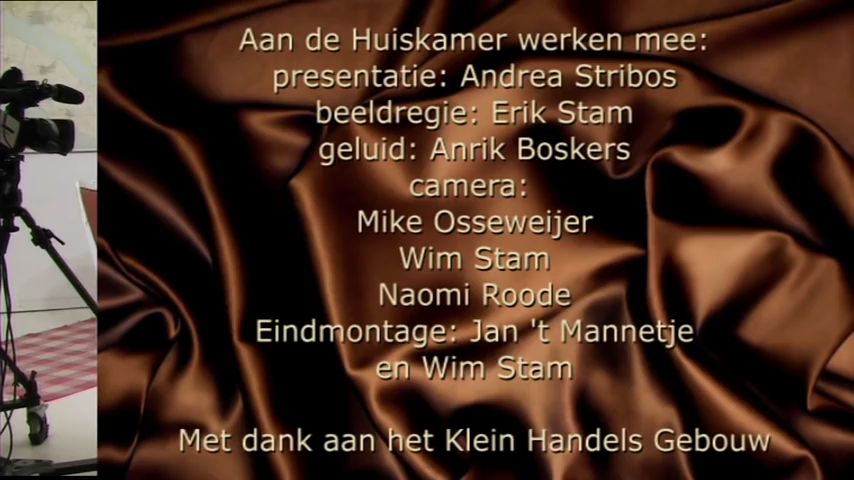 Aan de Huiskamer werken mee:
presentatie: Andrea Stribos
beeldregie: Erik Stam
geluid: Anrik Boskers
camera:
Mike Osseweijer
Wim Stam
Naomi Roode
Eindmontage: Jan 't Mannetje
en Wim Stam
Met dank aan het Klein Handels Gebouw